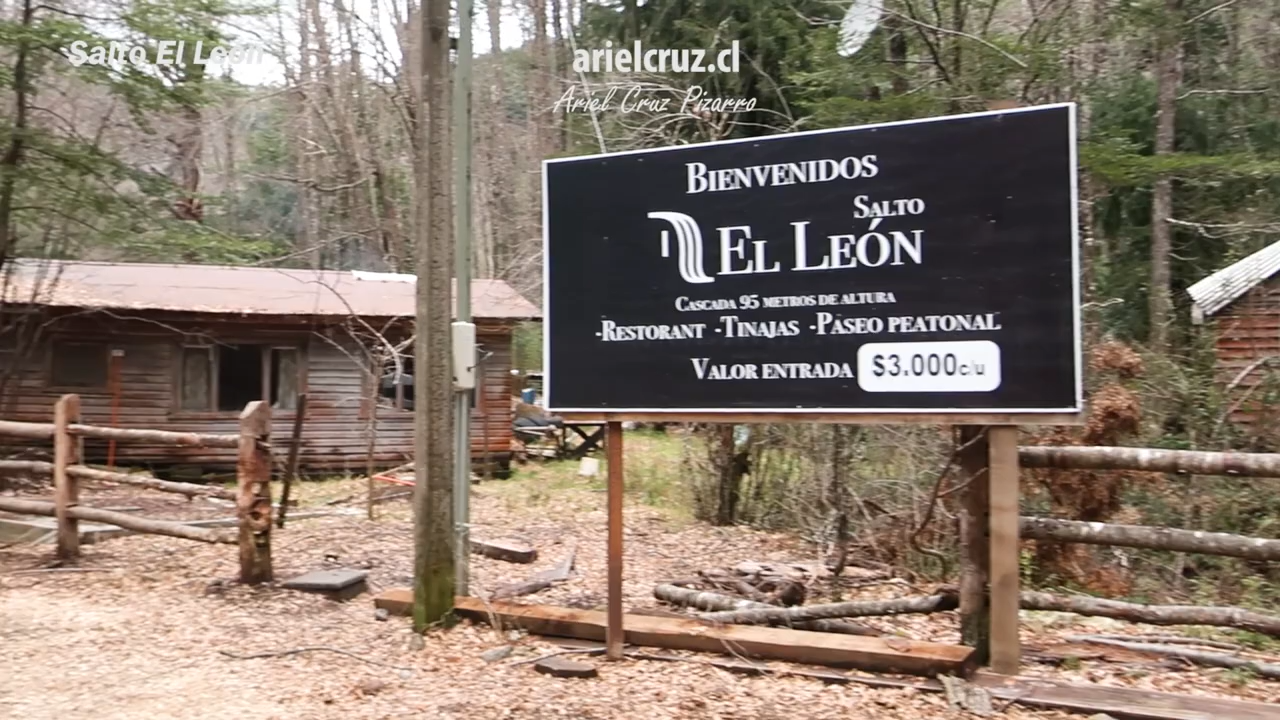 Salto El León
arielcruz.cl
Ariel Cruz Pizarro
BIENVENIDOS
SALTO
EL LEÓN
CASCADA 95 METROS DE ALTURA
-RESTORANT -TINAJAS -PASEO PEATONAL
VALOR ENTRADA $3.000 c/u